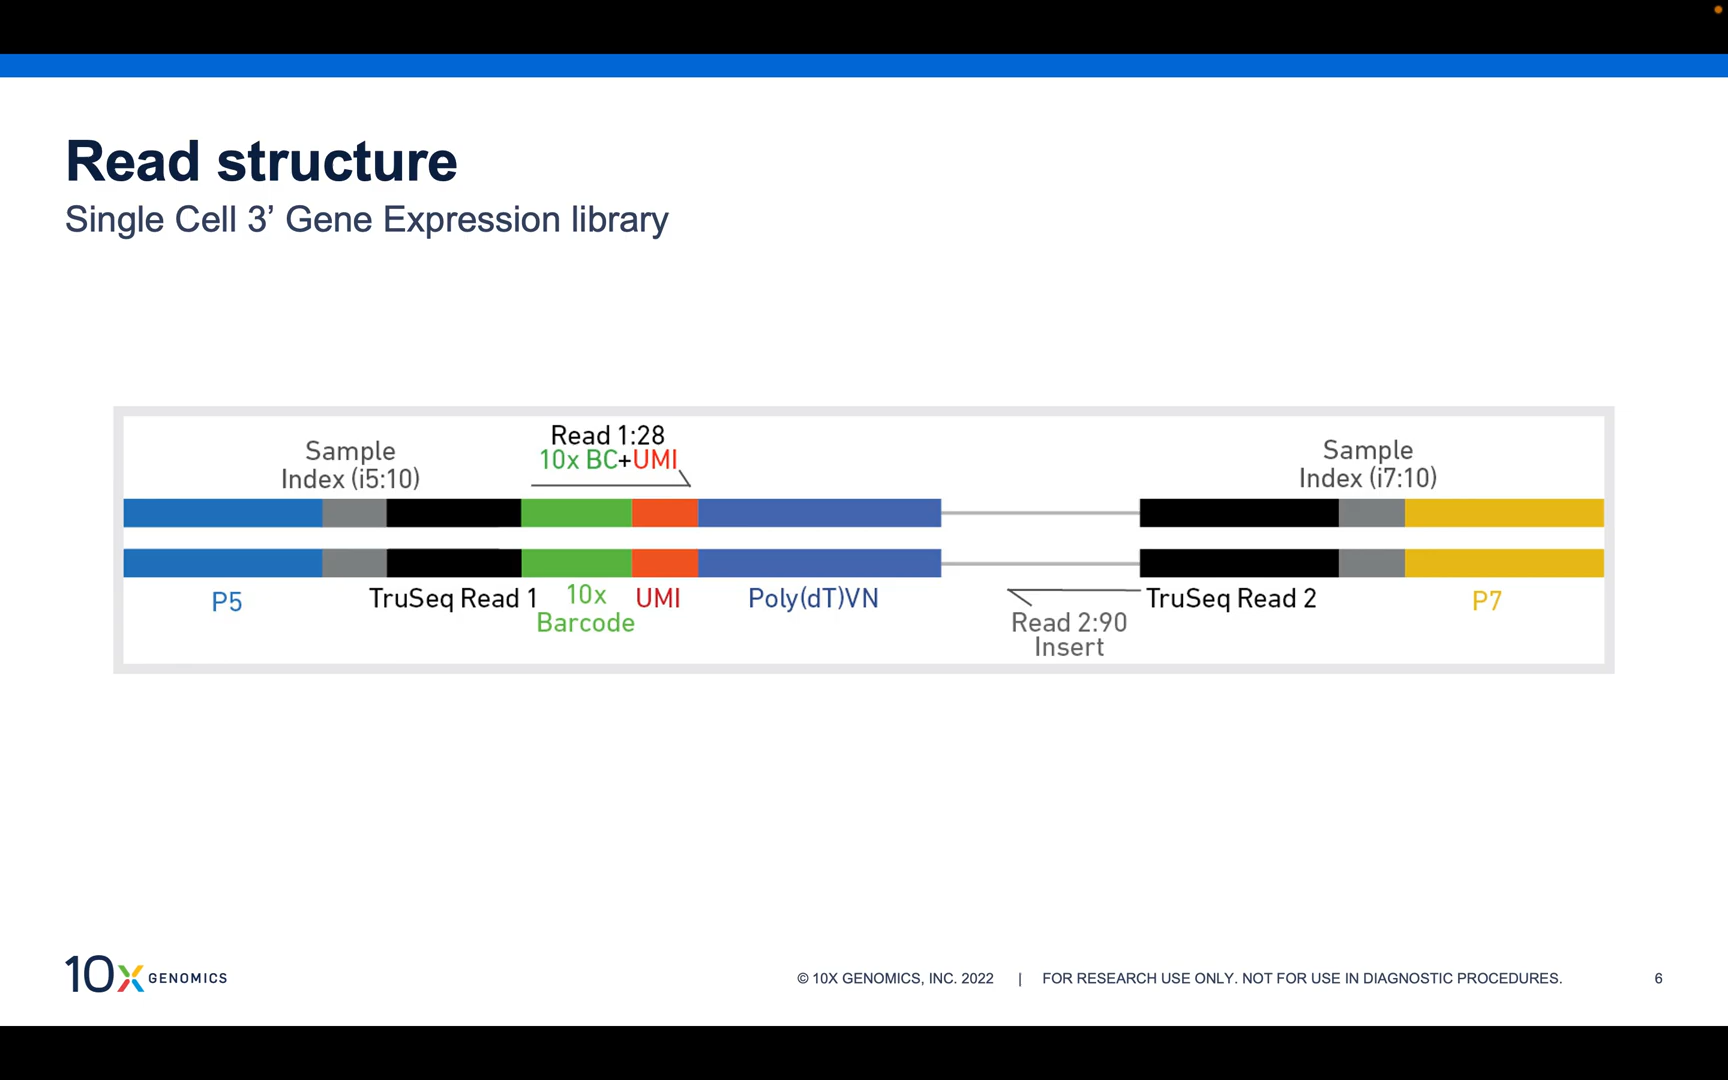 Read structure
Single Cell 3’ Gene Expression library
Sample
Index (i5:10)
Read 1:28
10x BC+UMI
Sample
Index (i7:10)
P5
TruSeq Read 1
10x
Barcode
UMI
Poly(dT)VN
Read 2:90
Insert
TruSeq Read 2
P7
10X GENOMICS
© 10X GENOMICS, INC. 2022 | FOR RESEARCH USE ONLY. NOT FOR USE IN DIAGNOSTIC PROCEDURES. 6